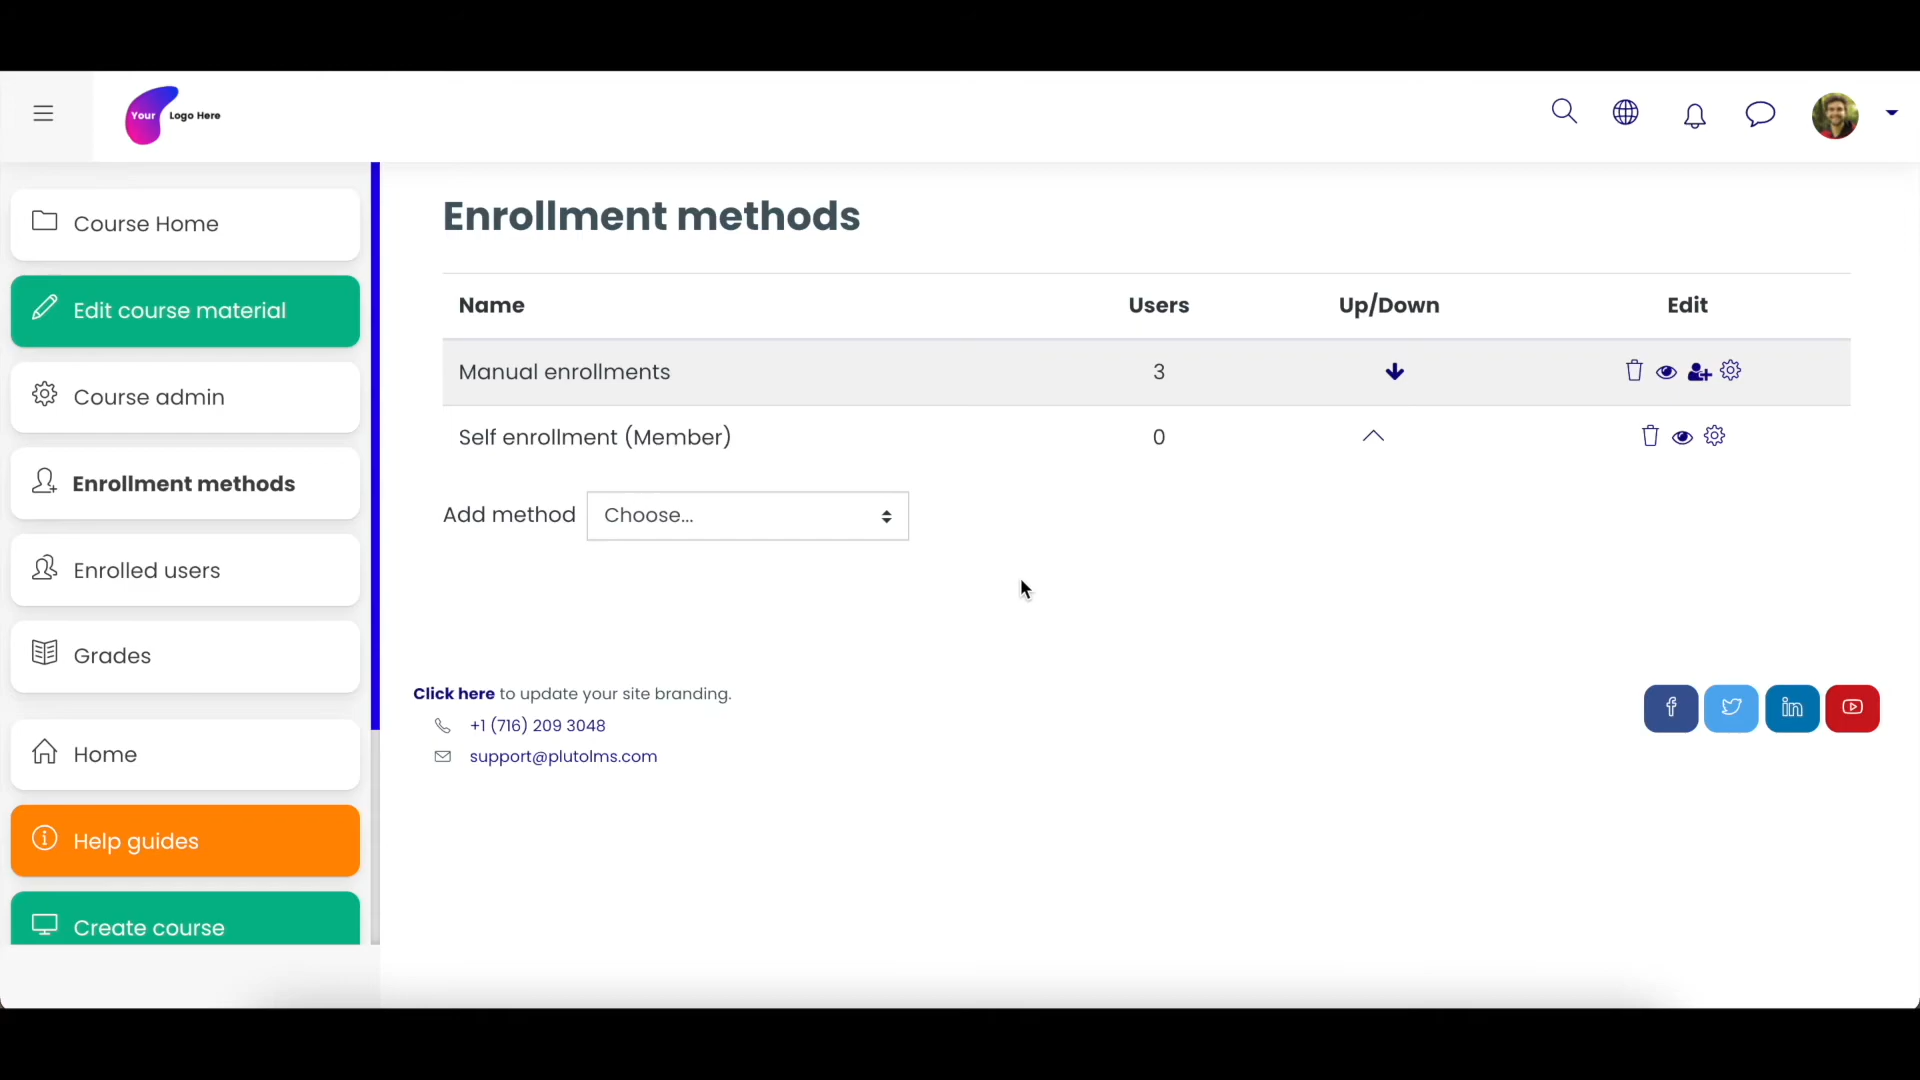 Your Logo Here
Course Home
Edit course material
Course admin
Enrollment methods
Enrolled users
Grades
Home
Help guides
Create course
Enrollment methods
Name Users Up/Down Edit
Manual enrollments 3
Self enrollment (Member) 0
Add method Choose...
Click here to update your site branding.
+1 (716) 209 3048
support@plutolms.com